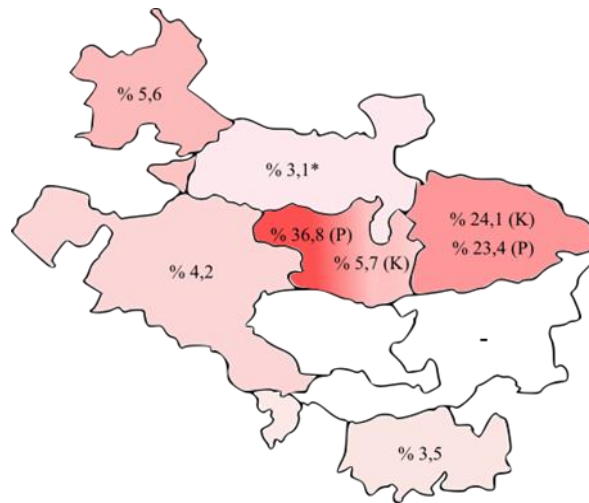 % 5,6
% 3,1*
% 24,1 (K)
% 36,8 (P)
% 23,4 (P)
% 5,7 (K)
% 4,2
-
% 3,5